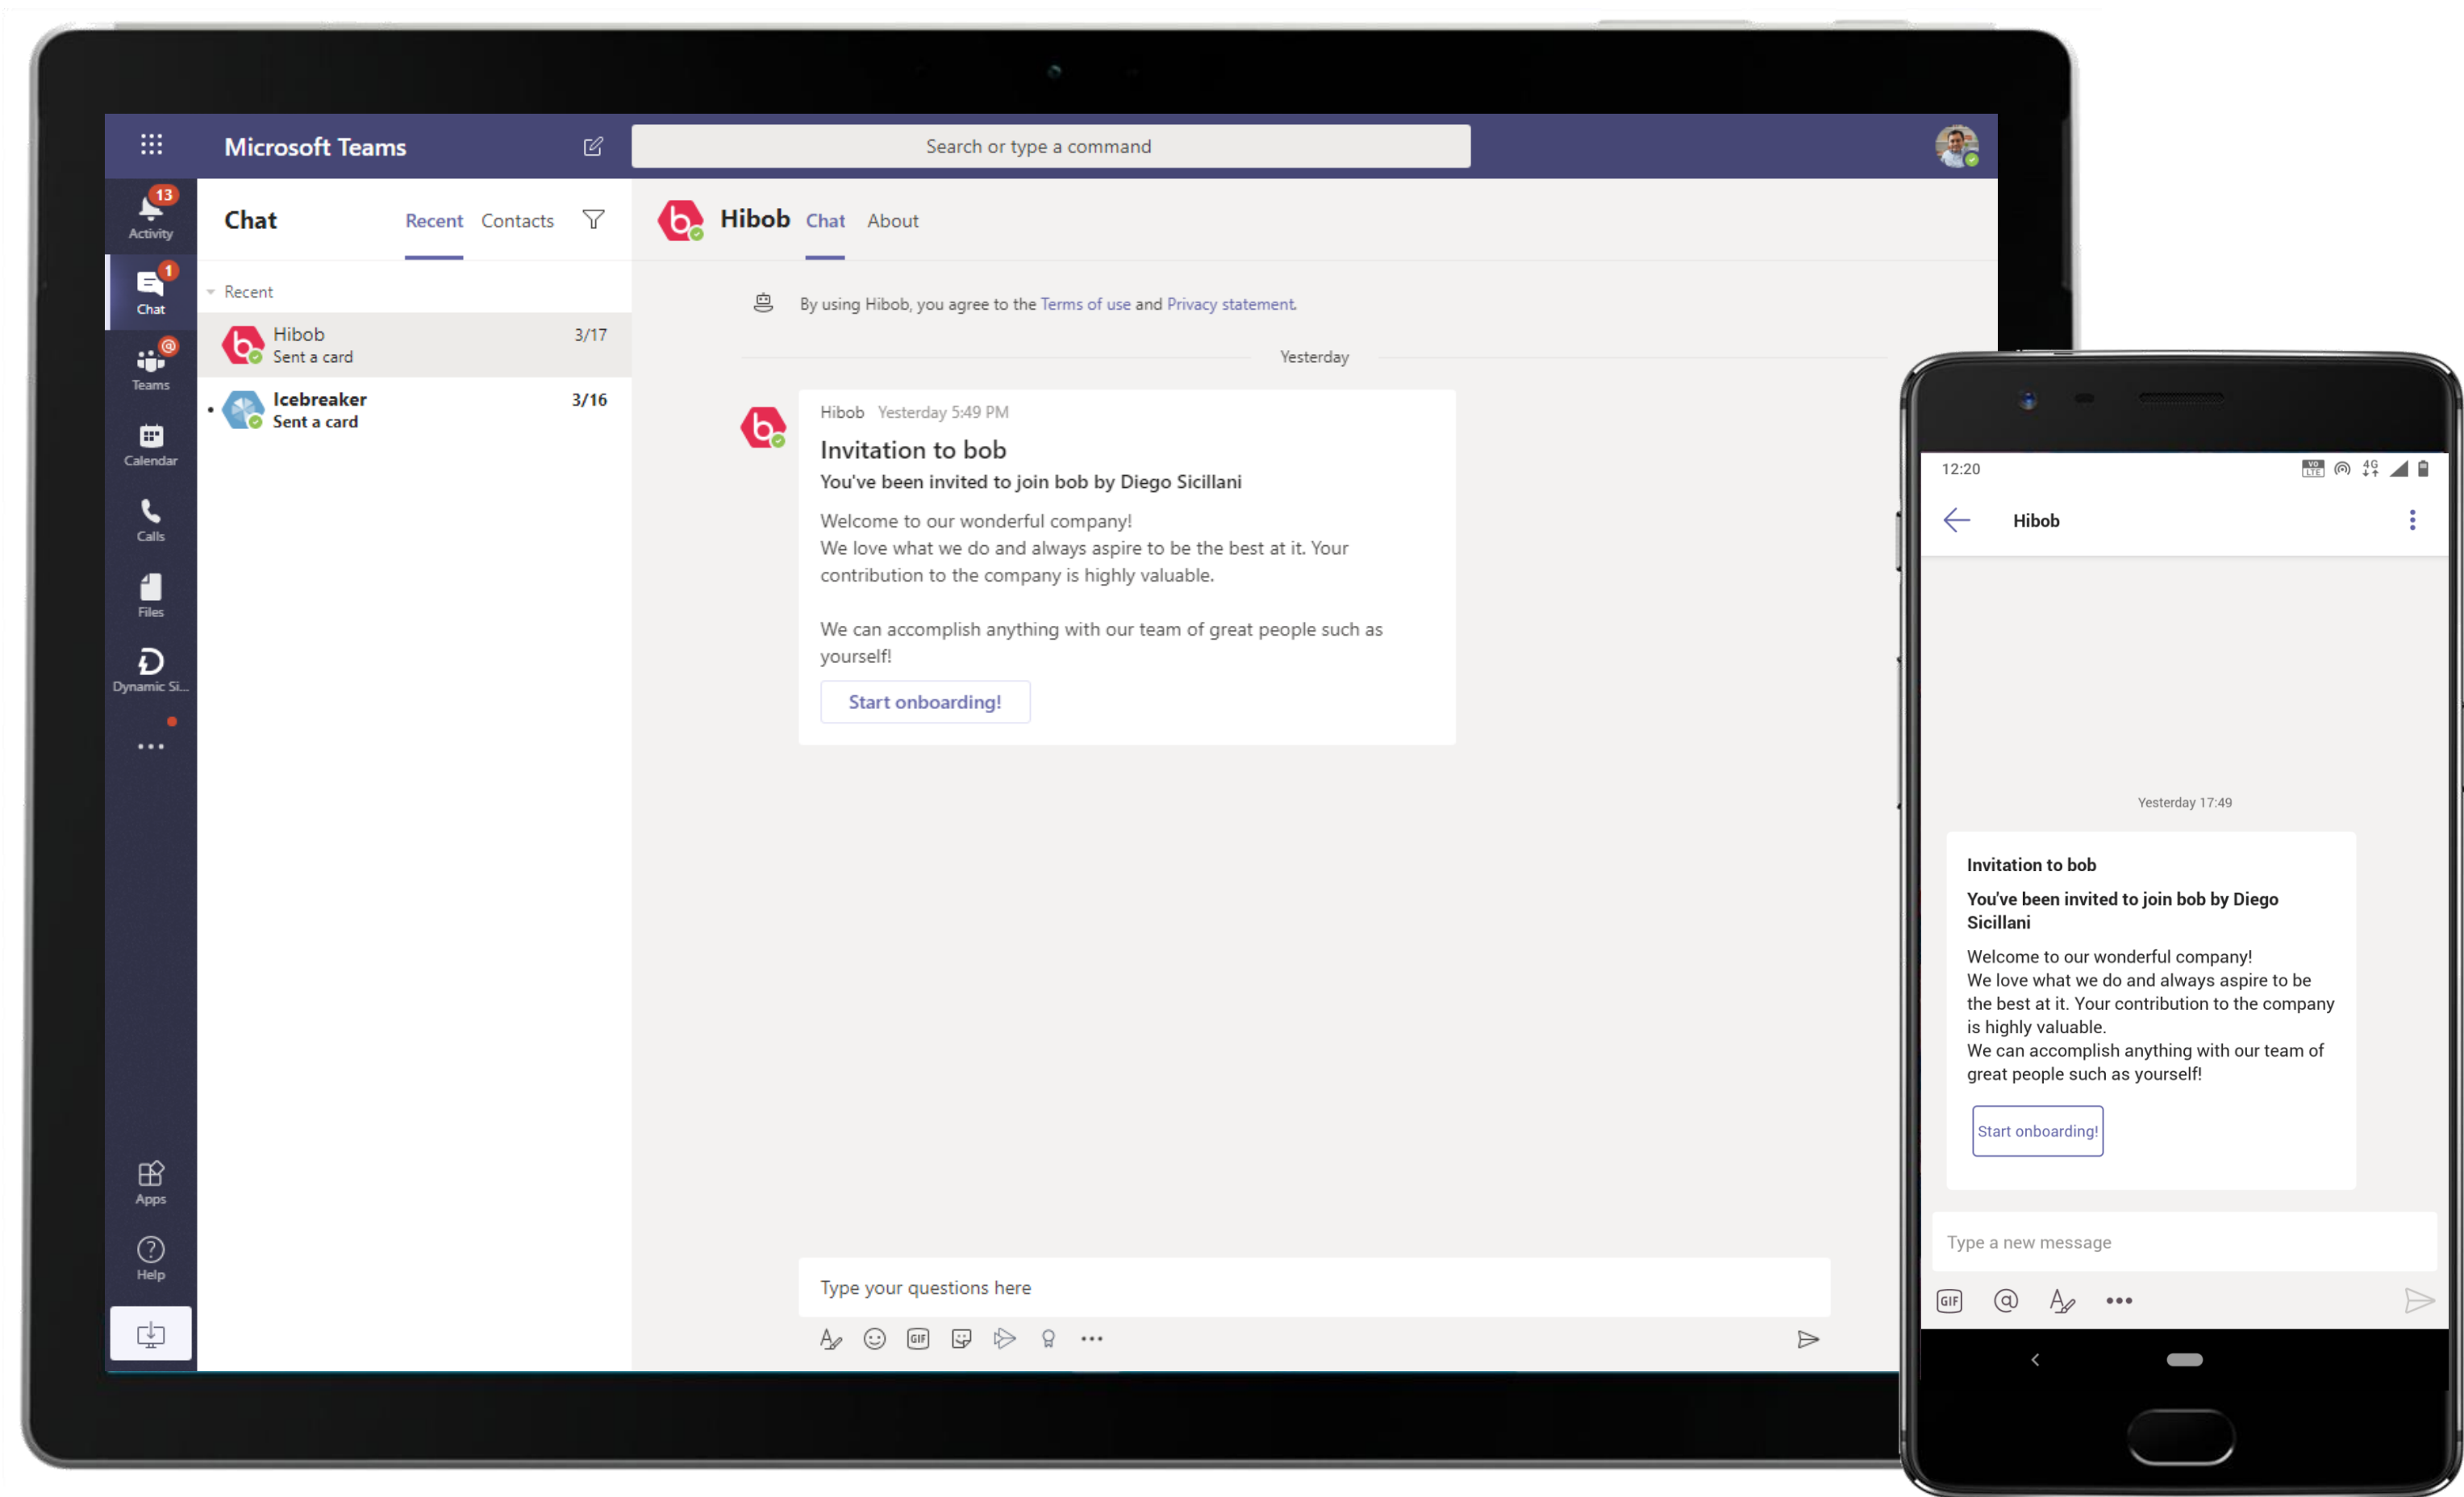 Microsoft Teams
Search or type a command
13
Activity
1
Chat
@
Teams
Calendar
Calls
Files
Dynamic Si...
Apps
Help
Chat
Recent Contacts
Recent
Hibob 3/17
Sent a card
Icebreaker 3/16
Sent a card
b
Hibob Chat About
By using Hibob, you agree to the Terms of use and Privacy statement.
Yesterday
b
Hibob Yesterday 5:49 PM
Invitation to bob
You've been invited to join bob by Diego Sicillani
Welcome to our wonderful company!
We love what we do and always aspire to be the best at it. Your
contribution to the company is highly valuable.
We can accomplish anything with our team of great people such as
yourself!
Start onboarding!
Type your questions here
GIF
12:20
VO LTE 4G
Hibob
Yesterday 17:49
Invitation to bob
You've been invited to join bob by Diego
Sicillani
Welcome to our wonderful company!
We love what we do and always aspire to be
the best at it. Your contribution to the company
is highly valuable.
We can accomplish anything with our team of
great people such as yourself!
Start onboarding!
Type a new message
GIF @